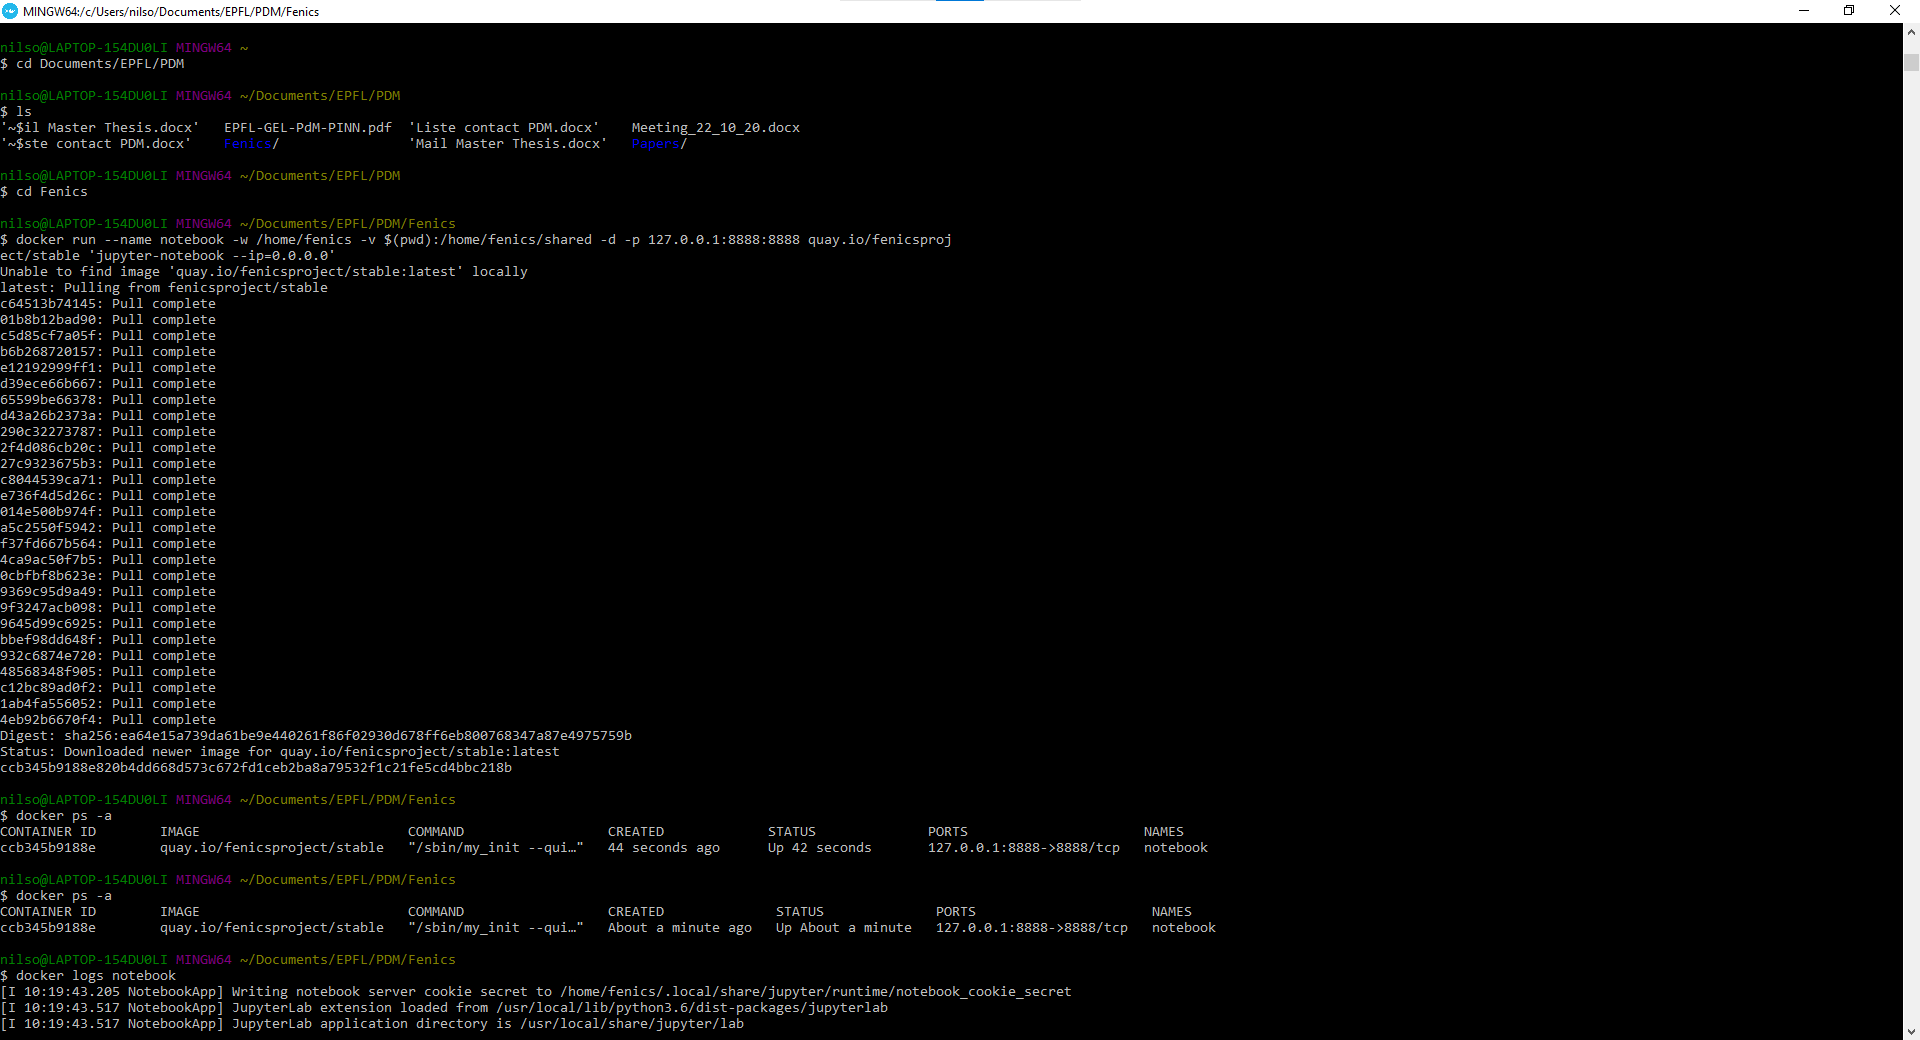 MINGW64:/c/Users/nilso/Documents/EPFL/PDM/Fenics
nilso@LAPTOP-154DU0LI MINGW64 ~
$ cd Documents/EPFL/PDM
nilso@LAPTOP-154DU0LI MINGW64 ~/Documents/EPFL/PDM
$ ls
'~$il Master Thesis.docx'   EPFL-GEL-PdM-PINN.pdf  'Liste contact PDM.docx'    Meeting_22_10_20.docx
'~$ste contact PDM.docx'    Fenics/                'Mail Master Thesis.docx'   Papers/
nilso@LAPTOP-154DU0LI MINGW64 ~/Documents/EPFL/PDM
$ cd Fenics
nilso@LAPTOP-154DU0LI MINGW64 ~/Documents/EPFL/PDM/Fenics
$ docker run --name notebook -w /home/fenics -v $(pwd):/home/fenics/shared -d -p 127.0.0.1:8888:8888 quay.io/fenicsproj
ect/stable 'jupyter-notebook --ip=0.0.0.0'
Unable to find image 'quay.io/fenicsproject/stable:latest' locally
latest: Pulling from fenicsproject/stable
c64513b74145: Pull complete
01b8b12bad90: Pull complete
c5d85cf7a05f: Pull complete
b6b268720157: Pull complete
e12192999ff1: Pull complete
d39ece66b667: Pull complete
65599be66378: Pull complete
d43a26b2373a: Pull complete
290c32273787: Pull complete
2f4d086cb20c: Pull complete
27c9323675b3: Pull complete
c8044539ca71: Pull complete
e736f4d5d26c: Pull complete
014e500b974f: Pull complete
a5c2550f5942: Pull complete
f37fd667b564: Pull complete
4ca9ac50f7b5: Pull complete
0cbfbf8b623e: Pull complete
9369c95d9a49: Pull complete
9f3247acb098: Pull complete
9645d99c6925: Pull complete
bbef98dd648f: Pull complete
932c6874e720: Pull complete
48568348f905: Pull complete
c12bc89ad0f2: Pull complete
1ab4fa556052: Pull complete
4eb92b6670f4: Pull complete
Digest: sha256:ea64e15a739da61be9e440261f86f02930d678ff6eb800768347a87e4975759b
Status: Downloaded newer image for quay.io/fenicsproject/stable:latest
ccb345b9188e820b4dd668d573c672fd1ceb2ba8a79532f1c21fe5cd4bbc218b
nilso@LAPTOP-154DU0LI MINGW64 ~/Documents/EPFL/PDM/Fenics
$ docker ps -a
CONTAINER ID        IMAGE                          COMMAND                  CREATED             STATUS              PORTS                      NAMES
ccb345b9188e        quay.io/fenicsproject/stable   "/sbin/my_init --qui…"   44 seconds ago      Up 42 seconds       127.0.0.1:8888->8888/tcp   notebook
nilso@LAPTOP-154DU0LI MINGW64 ~/Documents/EPFL/PDM/Fenics
$ docker ps -a
CONTAINER ID        IMAGE                          COMMAND                  CREATED              STATUS              PORTS                      NAMES
ccb345b9188e        quay.io/fenicsproject/stable   "/sbin/my_init --qui…"   About a minute ago   Up About a minute   127.0.0.1:8888->8888/tcp   notebook
nilso@LAPTOP-154DU0LI MINGW64 ~/Documents/EPFL/PDM/Fenics
$ docker logs notebook
[I 10:19:43.205 NotebookApp] Writing notebook server cookie secret to /home/fenics/.local/share/jupyter/runtime/notebook_cookie_secret
[I 10:19:43.517 NotebookApp] JupyterLab extension loaded from /usr/local/lib/python3.6/dist-packages/jupyterlab
[I 10:19:43.517 NotebookApp] JupyterLab application directory is /usr/local/share/jupyter/lab